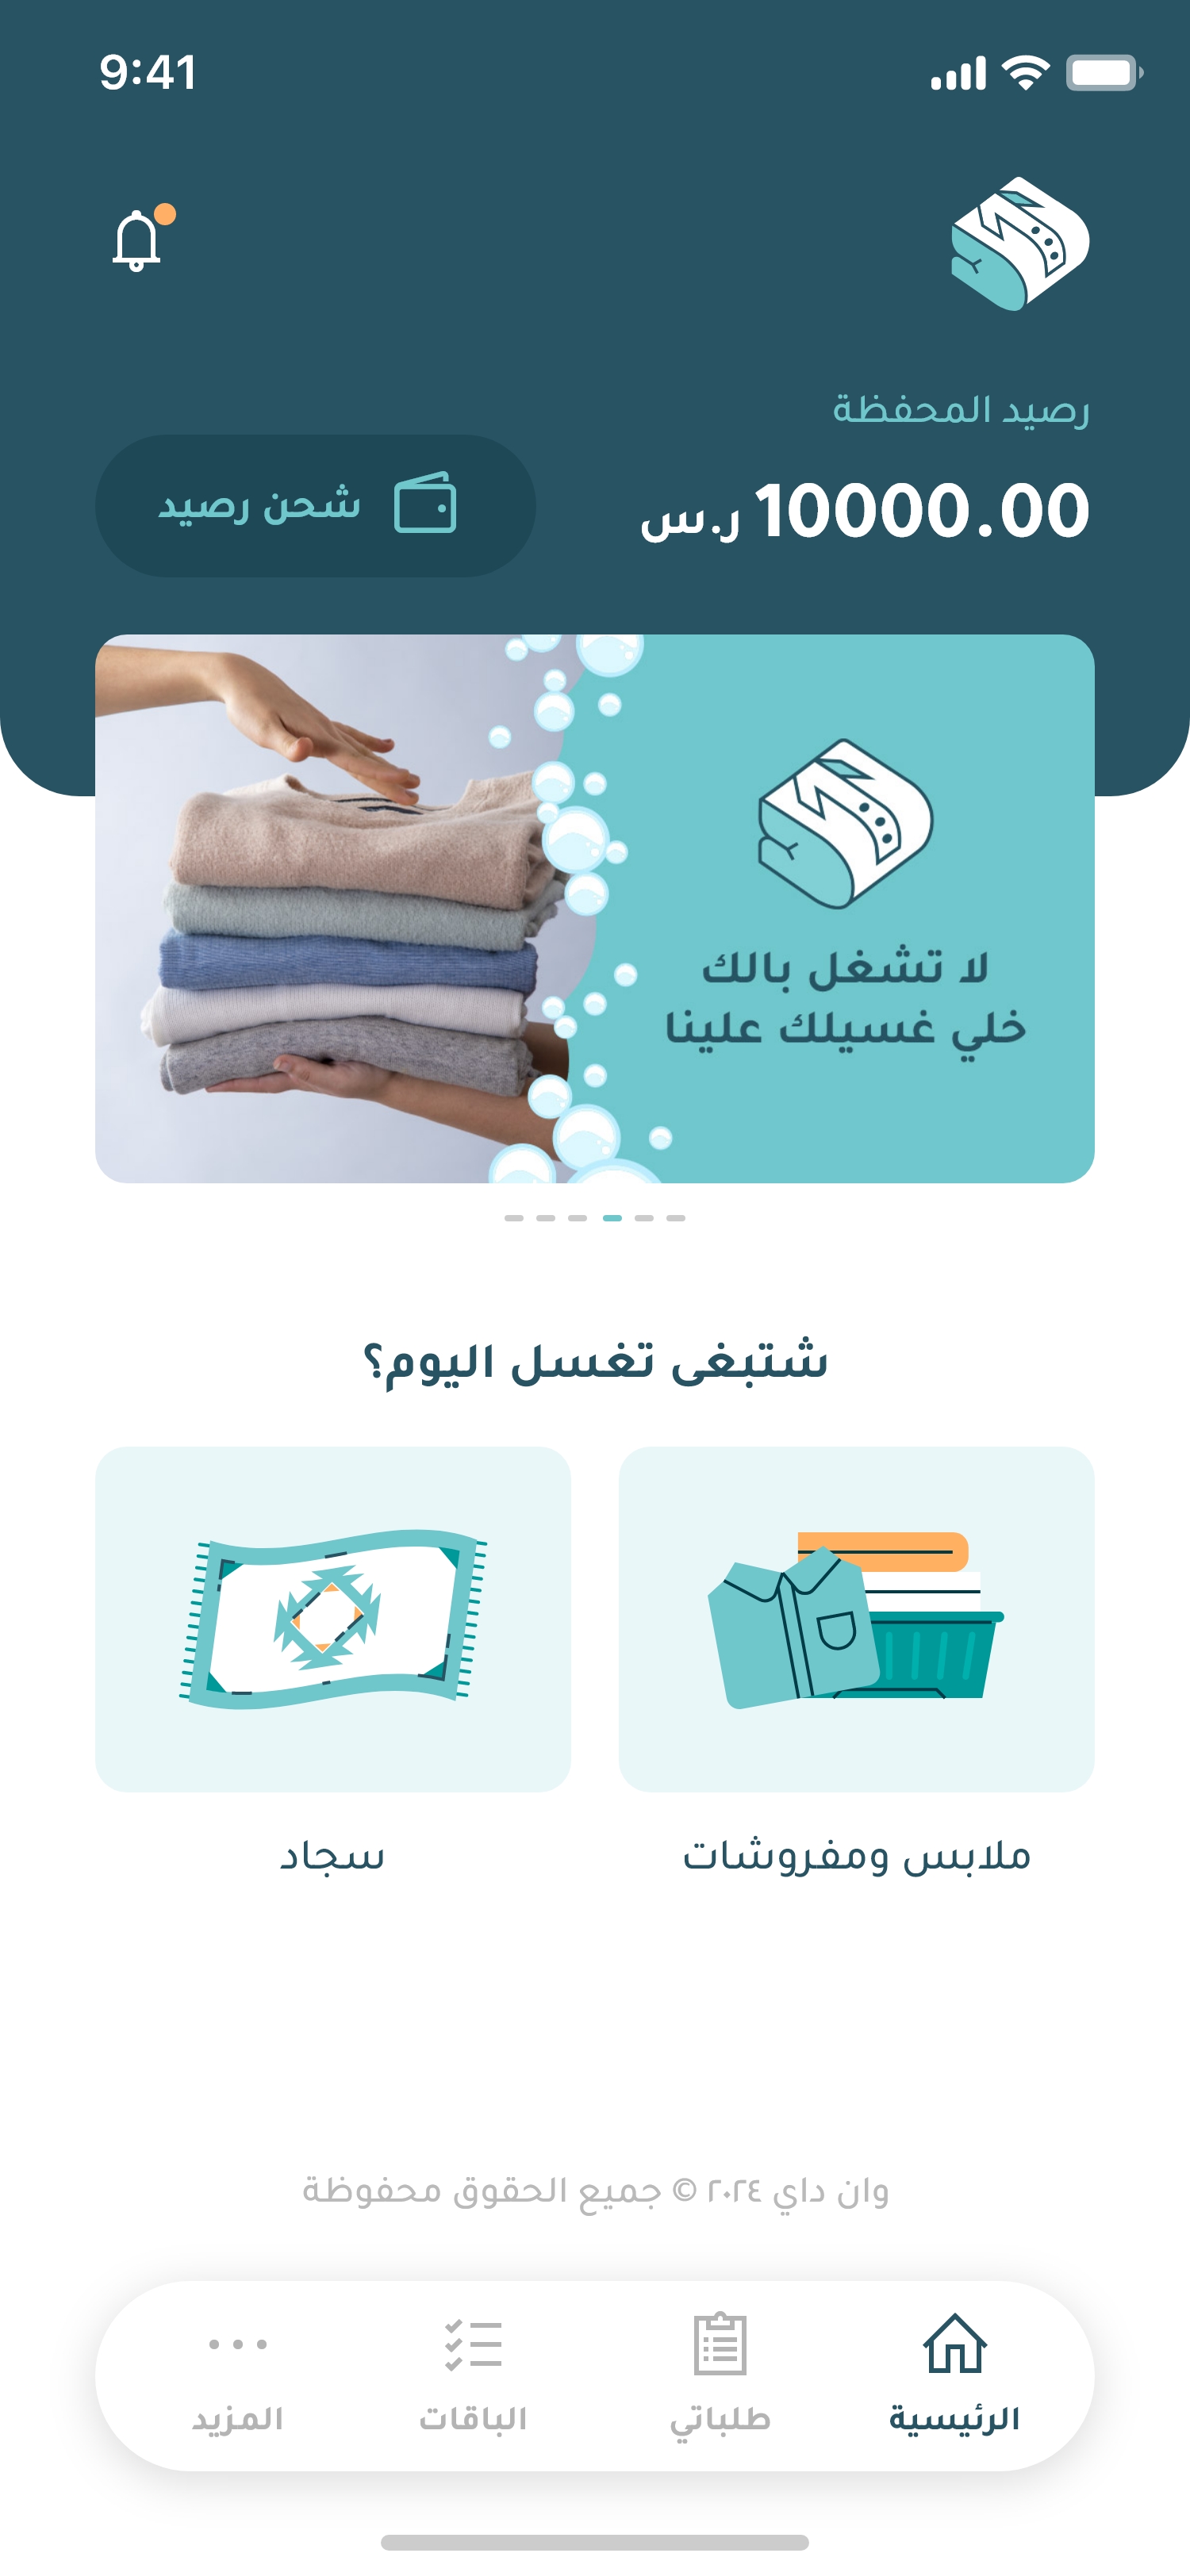 9:41
رصيد المحفظة
10000.00 ر.س
شحن رصيد
لا تشغل بالك
خلي غسيلك علينا
شتبغى تغسل اليوم؟
ملابس ومفروشات
سجاد
وان داي ٢٠٢٤ © جميع الحقوق محفوظة
الرئيسية
طلباتي
الباقات
المزيد